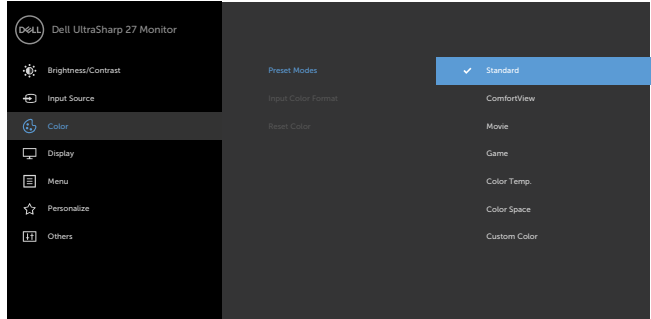 DELL Dell UltraSharp 27 Monitor
Brightness/Contrast
Input Source
Color
Display
Menu
Personalize
Others
Preset Modes
Input Color Format
Reset Color
Standard
ComfortView
Movie
Game
Color Temp.
Color Space
Custom Color